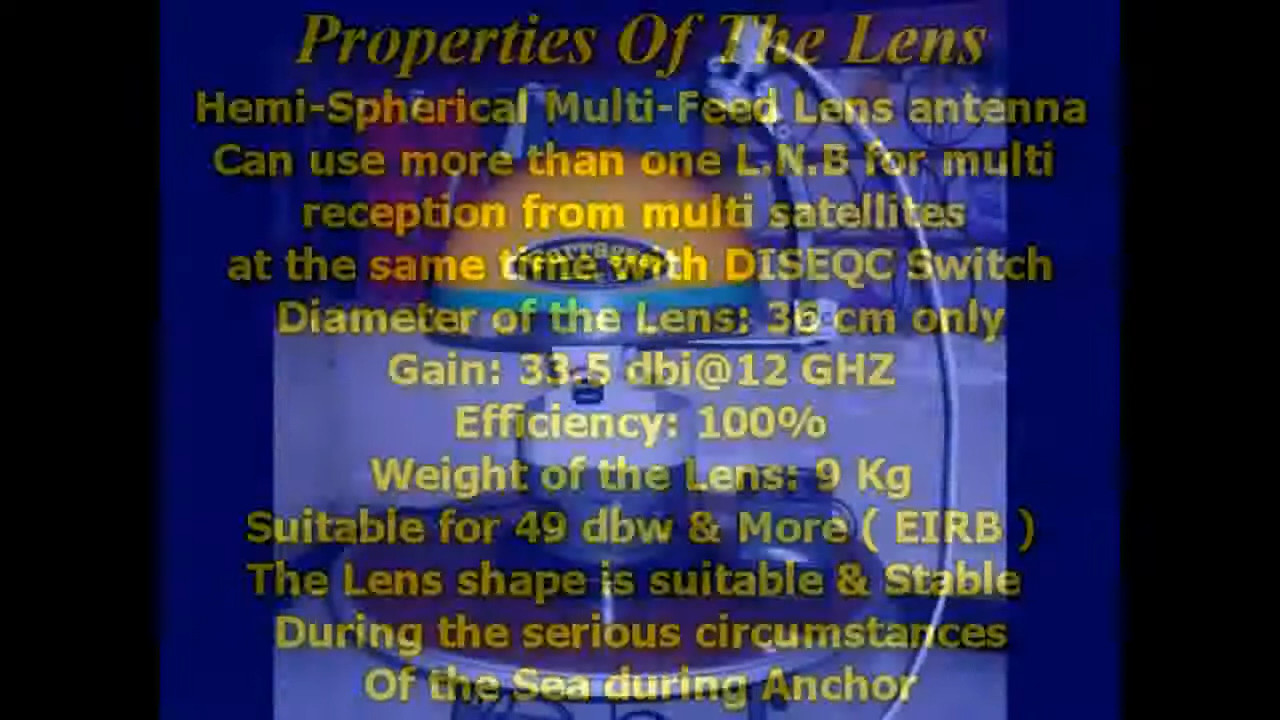 Properties Of The Lens
Hemi-Spherical Multi-Feed Lens antenna
Can use more than one L.N.B for multi
reception from multi satellites
at the same time with DISEQC Switch
Diameter of the Lens: 36 cm only
Gain: 33.5 dbi@12 GHZ
Efficiency: 100%
Weight of the Lens: 9 Kg
Suitable for 49 dbw & More ( EIRB )
The Lens shape is suitable & Stable
During the serious circumstances
Of the Sea during Anchor